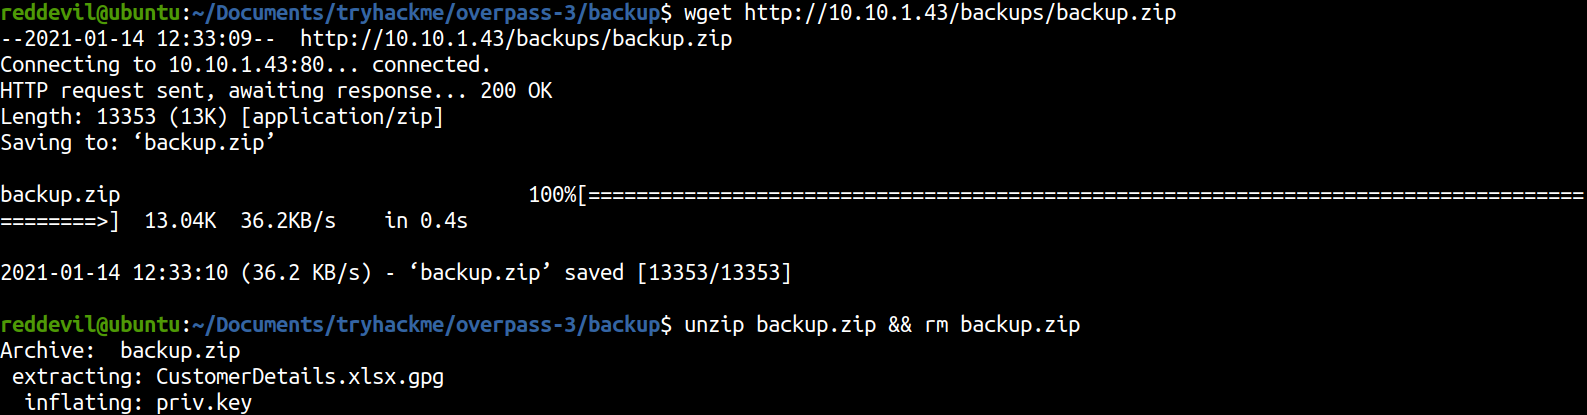 reddevil@ubuntu:~/Documents/tryhackme/overpass-3/backup$ wget http://10.10.1.43/backups/backup.zip
--2021-01-14 12:33:09--  http://10.10.1.43/backups/backup.zip
Connecting to 10.10.1.43:80... connected.
HTTP request sent, awaiting response... 200 OK
Length: 13353 (13K) [application/zip]
Saving to: ‘backup.zip’
backup.zip                                  100%[===================================================================================
========>]  13.04K  36.2KB/s    in 0.4s
2021-01-14 12:33:10 (36.2 KB/s) - ‘backup.zip’ saved [13353/13353]
reddevil@ubuntu:~/Documents/tryhackme/overpass-3/backup$ unzip backup.zip && rm backup.zip
Archive:  backup.zip
 extracting: CustomerDetails.xlsx.gpg
  inflating: priv.key